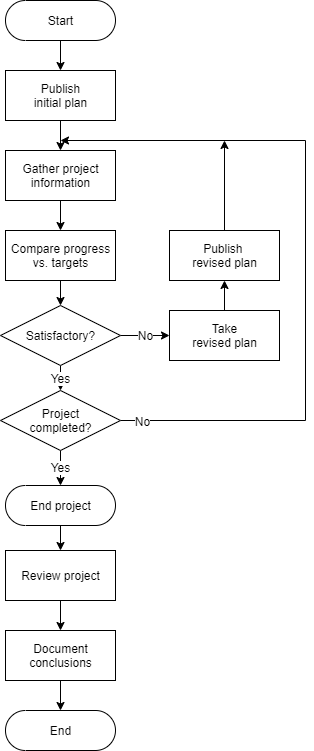 Start
Publish
initial plan
Gather project
information
Compare progress
vs. targets
Publish
revised plan
Satisfactory?
No
Take
revised plan
Yes
Project
completed?
No
Yes
End project
Review project
Document
conclusions
End